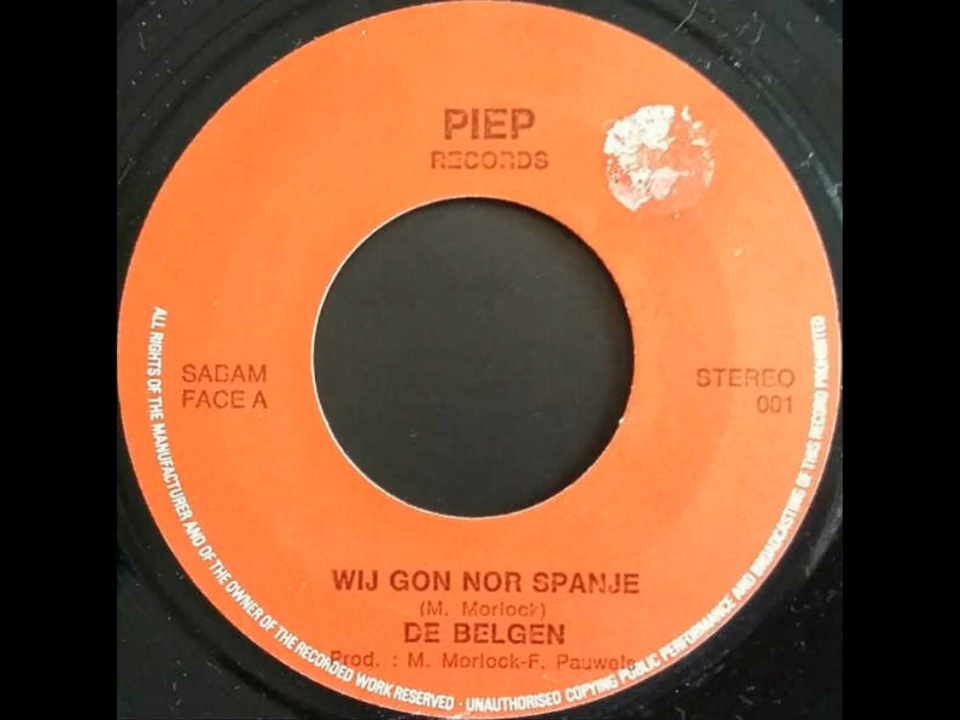 PIEP
RECORDS
SABAM
FACE A
STEREO
001
WIJ GON NOR SPANJE
(M. Morlock)
DE BELGEN
Prod. : M. Morlock-F. Pauwels
ALL RIGHTS OF THE MANUFACTURER AND OF THE OWNER OF THE RECORDED WORK RESERVED · UNAUTHORISED COPYING PUBLIC PERFORMANCE AND BROADCASTING OF THIS RECORD PROHIBITED